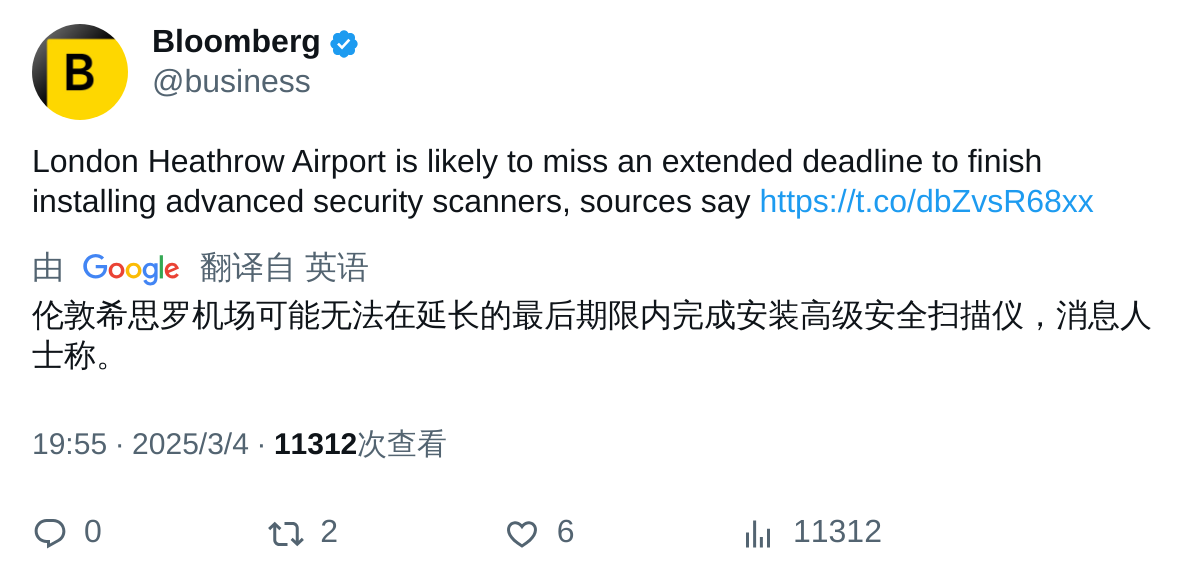 B
Bloomberg
@business
London Heathrow Airport is likely to miss an extended deadline to finish
installing advanced security scanners, sources say https://t.co/dbZvsR68xx
由 Google 翻译自 英语
伦敦希思罗机场可能无法在延长的最后期限内完成安装高级安全扫描仪，消息人
士称。
19:55 · 2025/3/4 · 11312次查看
0 2 6 11312